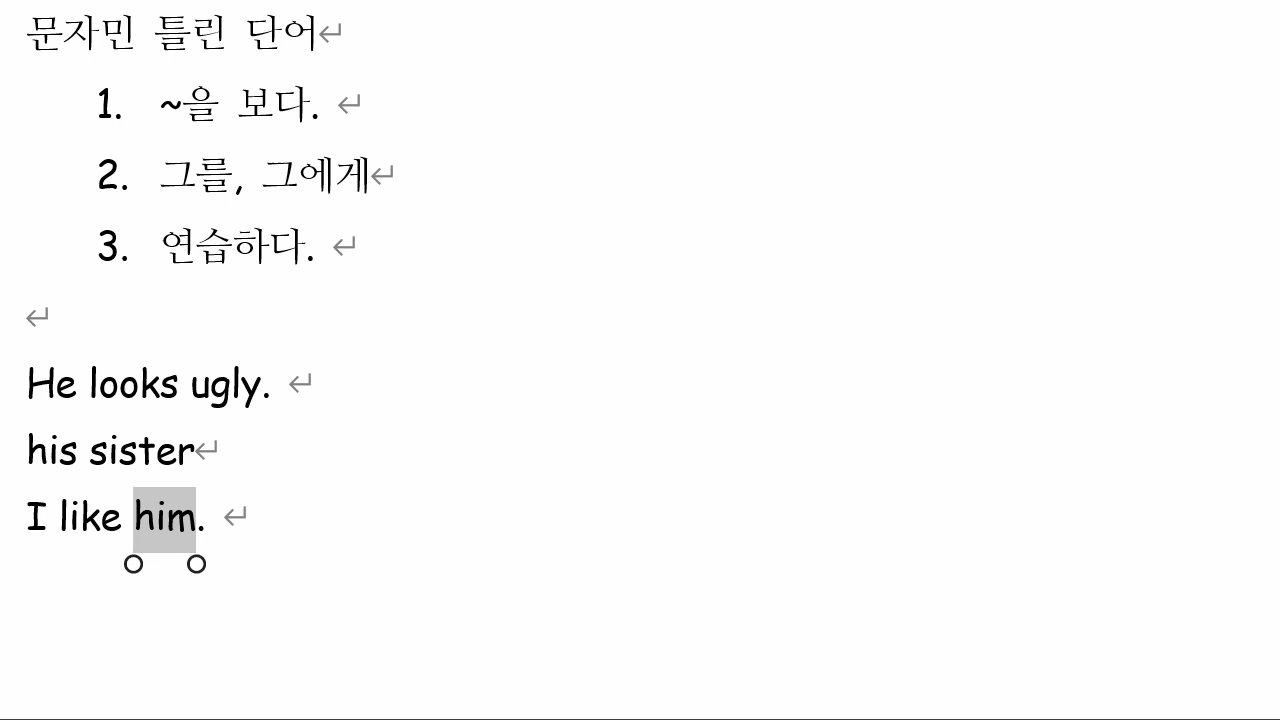 문자민 틀린 단어
1. ~을 보다.
2. 그를, 그에게
3. 연습하다.
He looks ugly.
his sister
I like him.